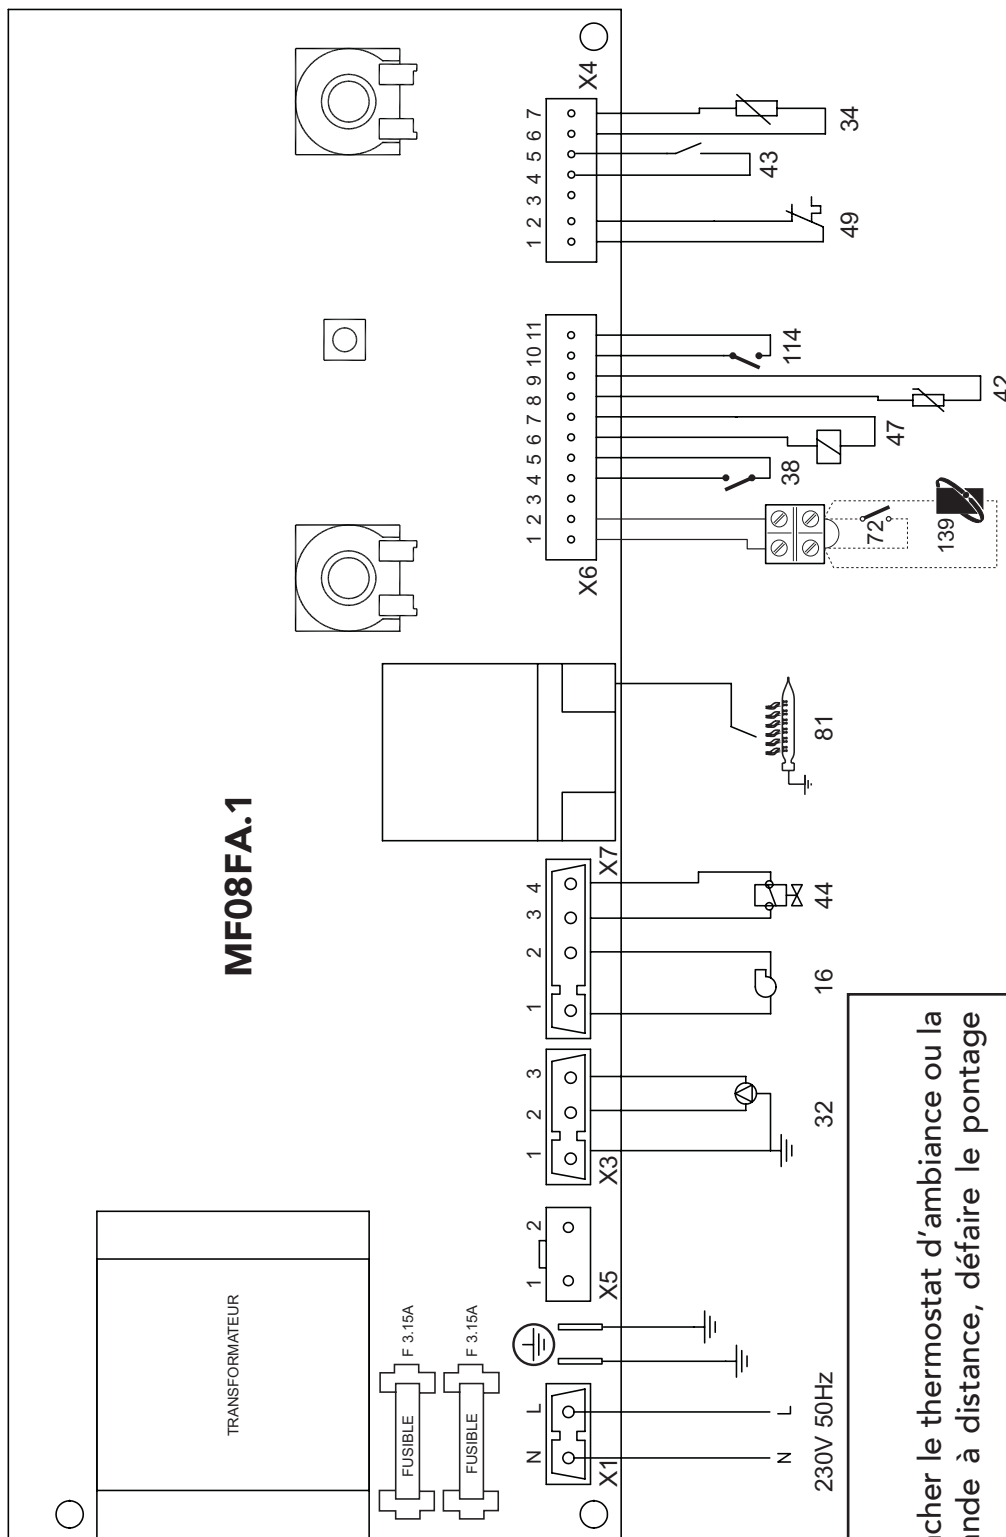 MF08FA.1
TRANSFORMATEUR
FUSIBLE F 3.15A
FUSIBLE F 3.15A
N L
X1
1 2
X5
1 2 3
X3
1 2 3 4
X7
1 2 3 4 5 6 7 8 9 10 11
X6
1 2 3 4 5 6 7
X4
N L
230V 50Hz
32
16
44
81
72
139
38
47
42
114
49
43
34
cher le thermostat d'ambiance ou la
ande à distance, défaire le pontage